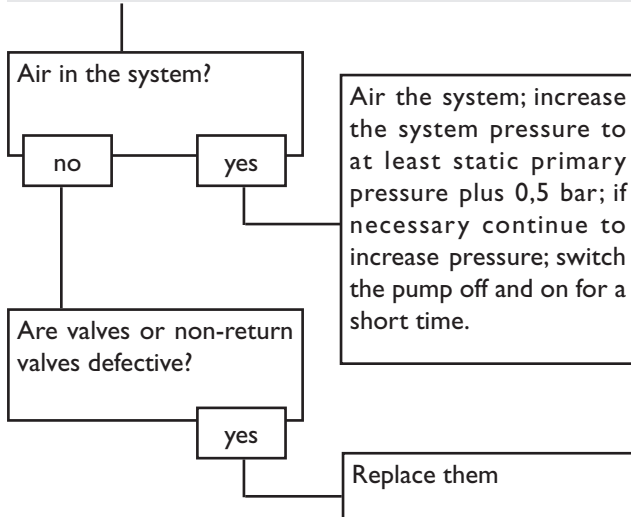 Air in the system?
no
yes
Air the system; increase
the system pressure to
at least static primary
pressure plus 0,5 bar; if
necessary continue to
increase pressure; switch
the pump off and on for a
short time.
Are valves or non-return
valves defective?
yes
Replace them